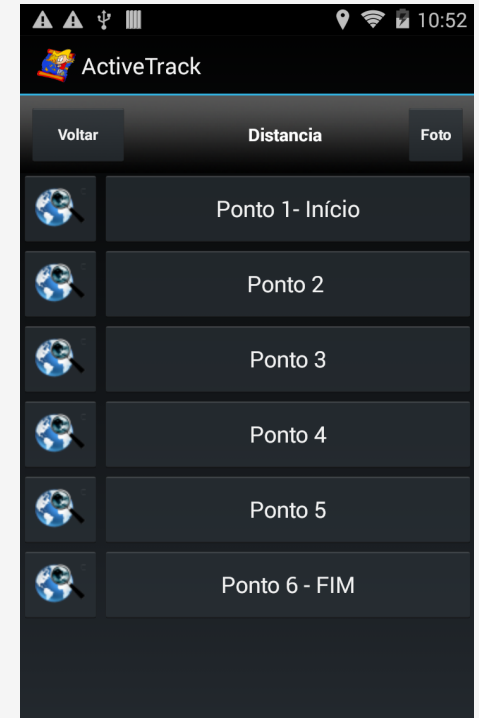 10:52
ActiveTrack
Voltar Distancia Foto
Ponto 1- Início
Ponto 2
Ponto 3
Ponto 4
Ponto 5
Ponto 6 - FIM